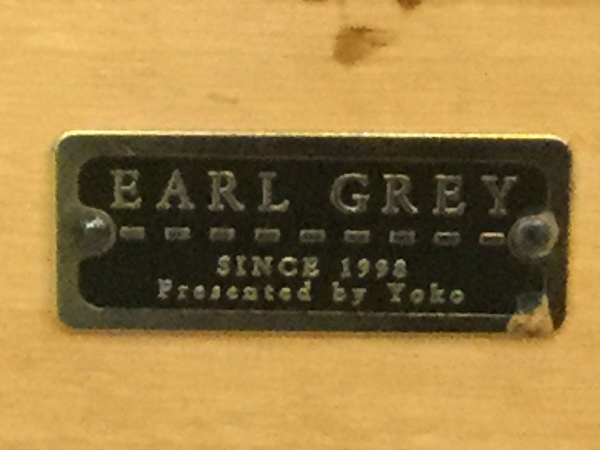 EARL GREY
SINCE 1998
Presented by Yoko